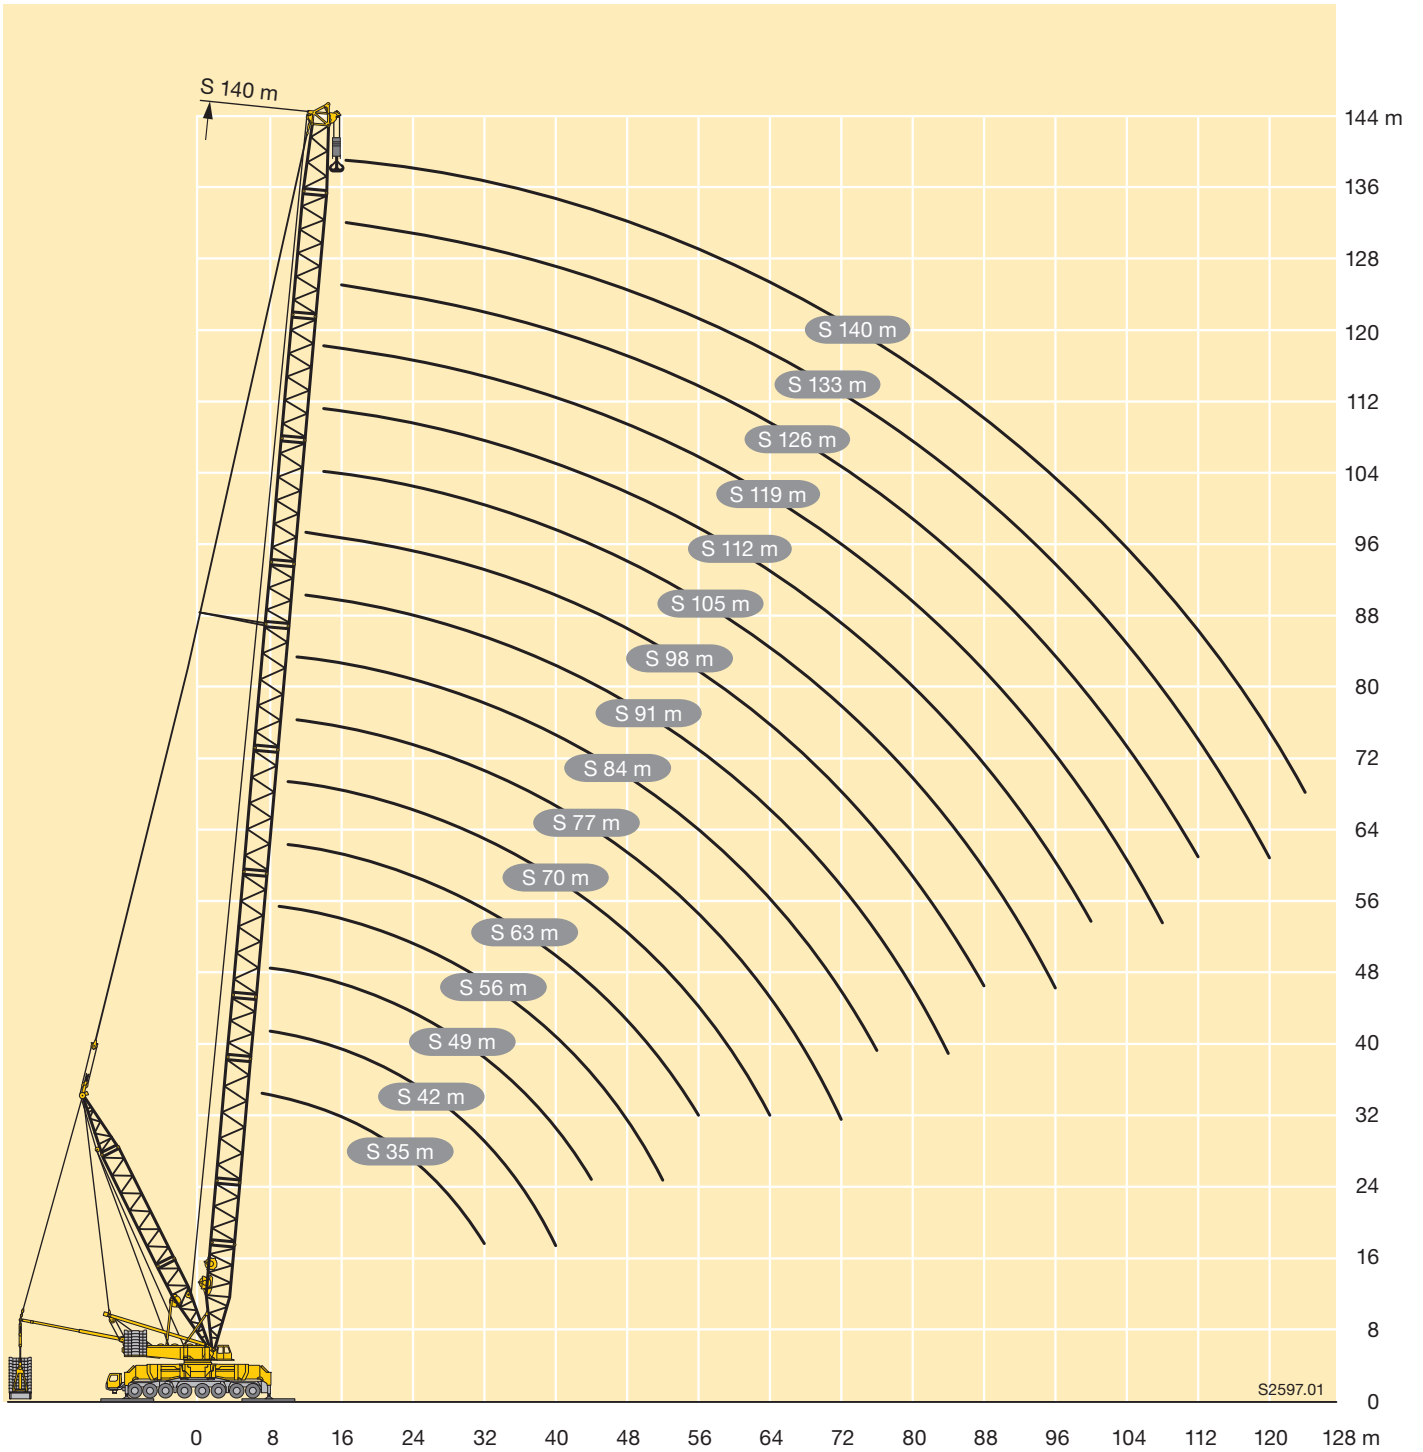 S 140 m
144 m
136
128
120
112
104
96
88
80
72
64
56
48
40
32
24
16
8
0
S 140 m
S 133 m
S 126 m
S 119 m
S 112 m
S 105 m
S 98 m
S 91 m
S 84 m
S 77 m
S 70 m
S 63 m
S 56 m
S 49 m
S 42 m
S 35 m
S2597.01
0 8 16 24 32 40 48 56 64 72 80 88 96 104 112 120 128 m